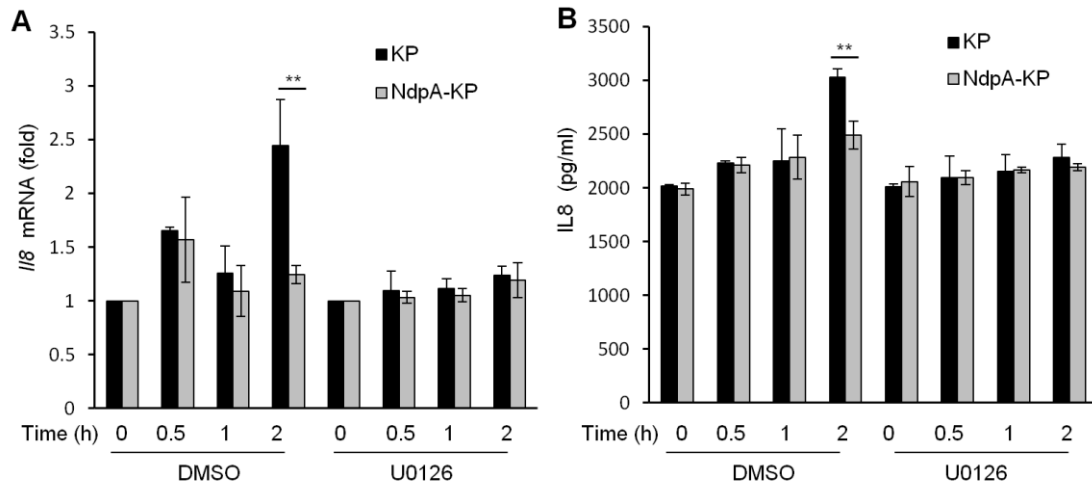 A
3.5
3
2.5
2
1.5
1
0.5
0
Il8 mRNA (fold)
KP
NdpA-KP
**
Time (h) 0 0.5 1 2 0 0.5 1 2
DMSO U0126
B
3500
3000
2500
2000
1500
1000
500
0
IL8 (pg/ml)
KP
NdpA-KP
**
Time (h) 0 0.5 1 2 0 0.5 1 2
DMSO U0126